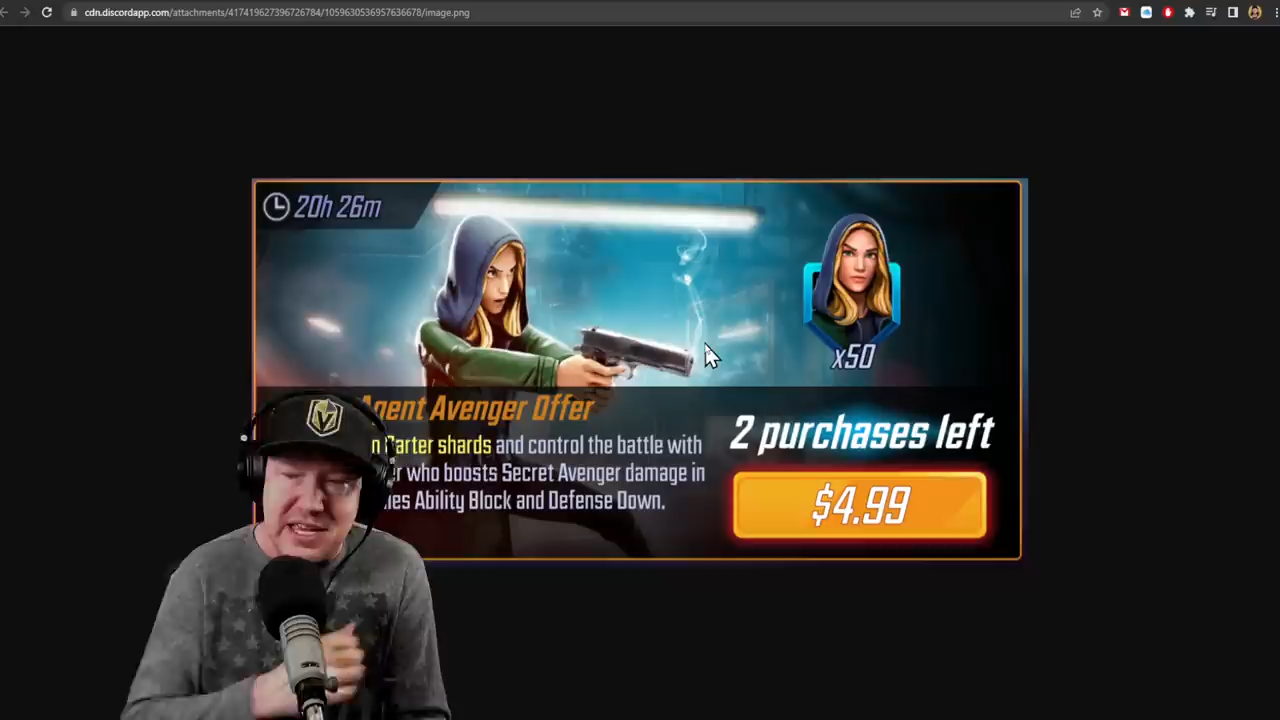 cdn.discordapp.com/attachments/417419627396726784/1059630536957636678/image.png
20h 26m
x50
Agent Avenger Offer
Carter shards and control the battle with
who boosts Secret Avenger damage in
Ability Block and Defense Down.
2 purchases left
$4.99